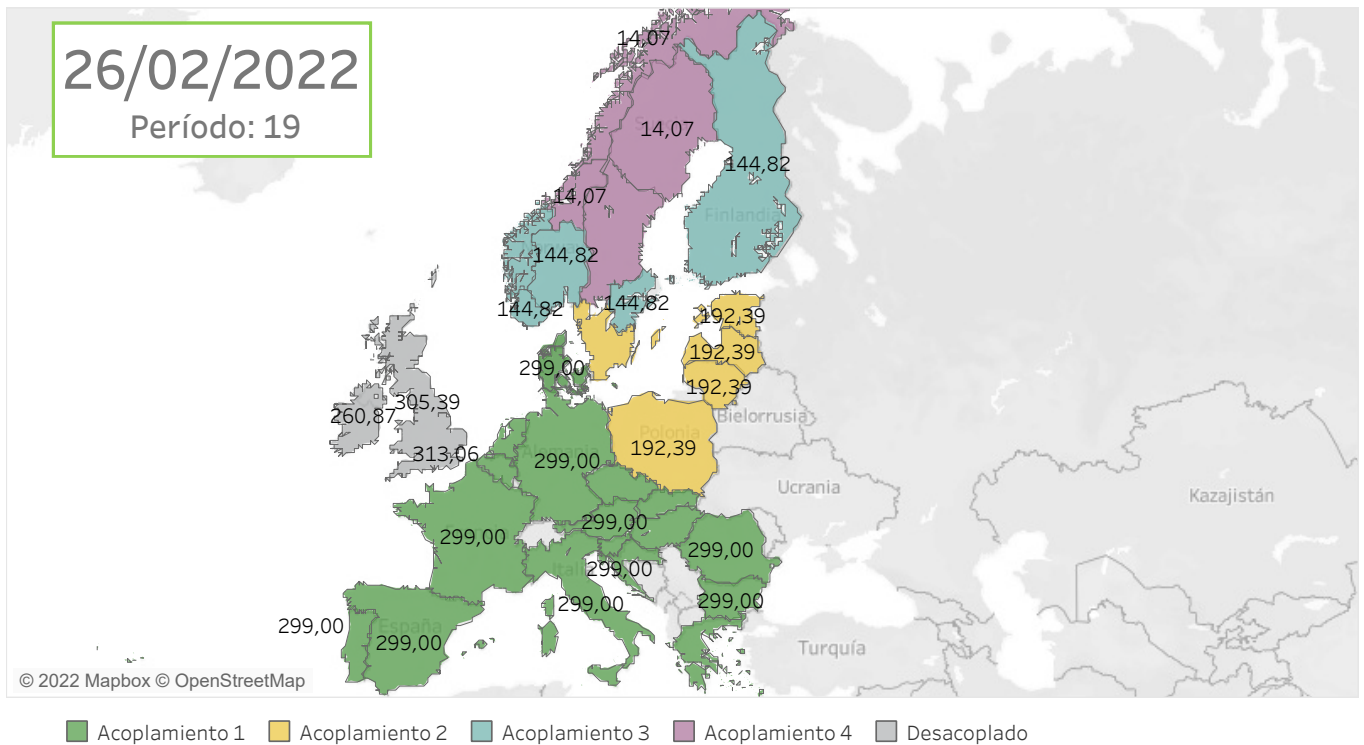 26/02/2022
Período: 19
14,07
14,07
144,82
14,07
Finlandia
144,82
144,82
144,82
192,39
192,39
299,00
192,39
260,87
305,39
Bielorrusia
Polonia
192,39
313,06
299,00
Ucrania
Kazajistán
299,00
299,00
299,00
Italia
299,00
299,00
299,00
299,00
España
299,00
Turquía
© 2022 Mapbox © OpenStreetMap
Acoplamiento 1
Acoplamiento 2
Acoplamiento 3
Acoplamiento 4
Desacoplado